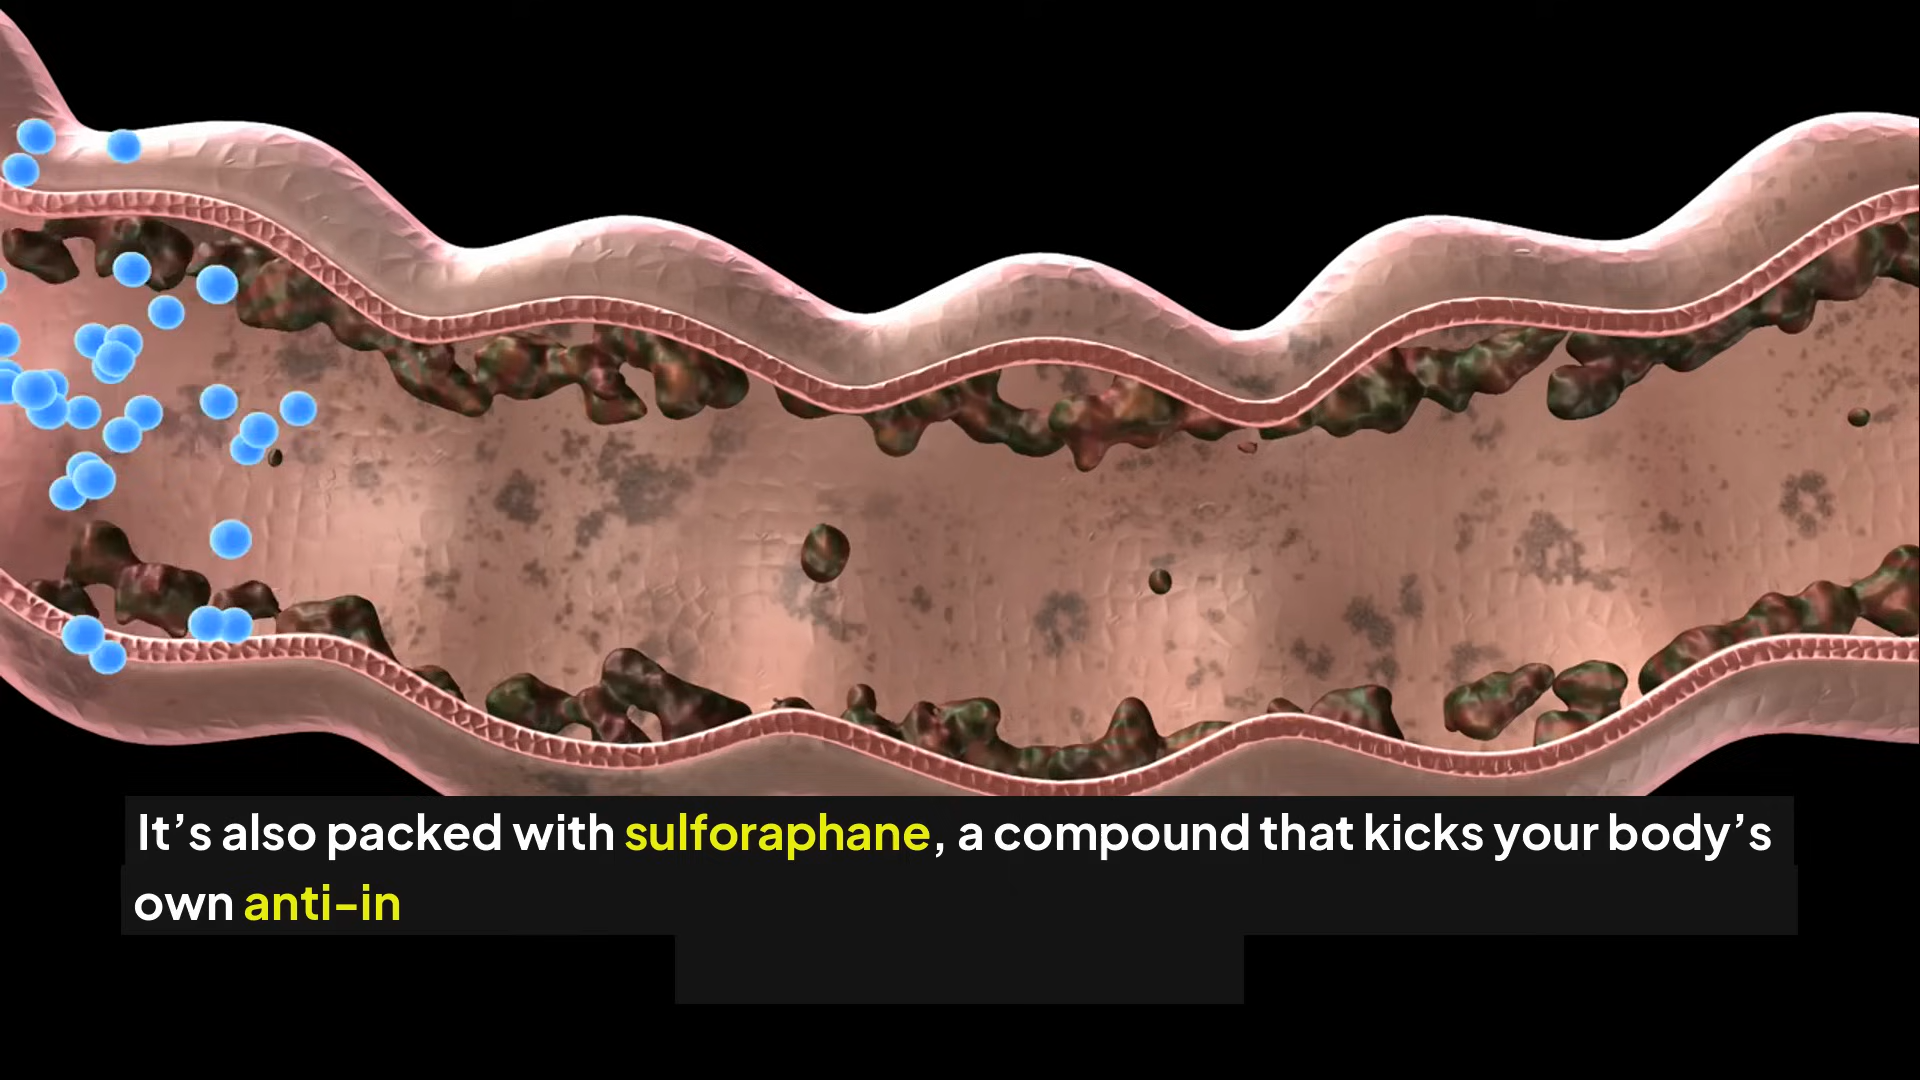 It’s also packed with sulforaphane, a compound that kicks your body’s
own anti-in